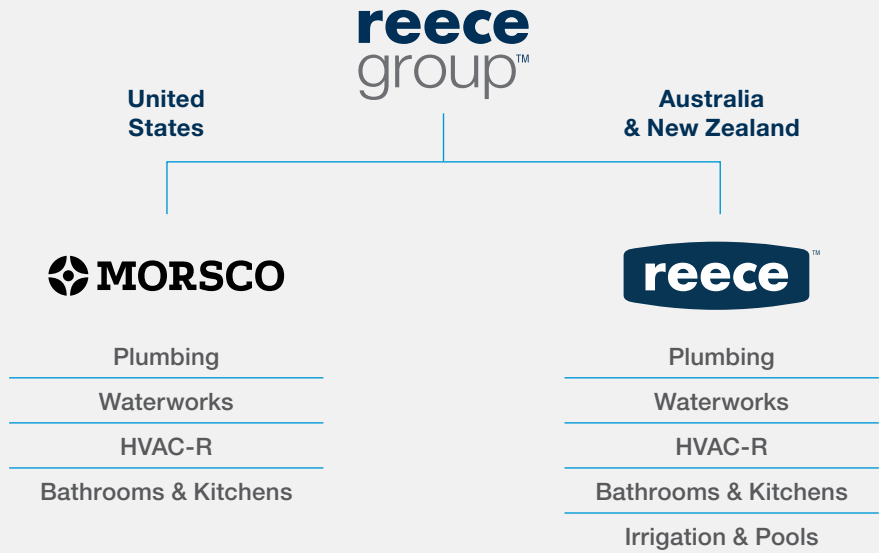 reece
group™
United
States
Australia
& New Zealand
MORSCO
reece™
Plumbing
Waterworks
HVAC-R
Bathrooms & Kitchens
Plumbing
Waterworks
HVAC-R
Bathrooms & Kitchens
Irrigation & Pools